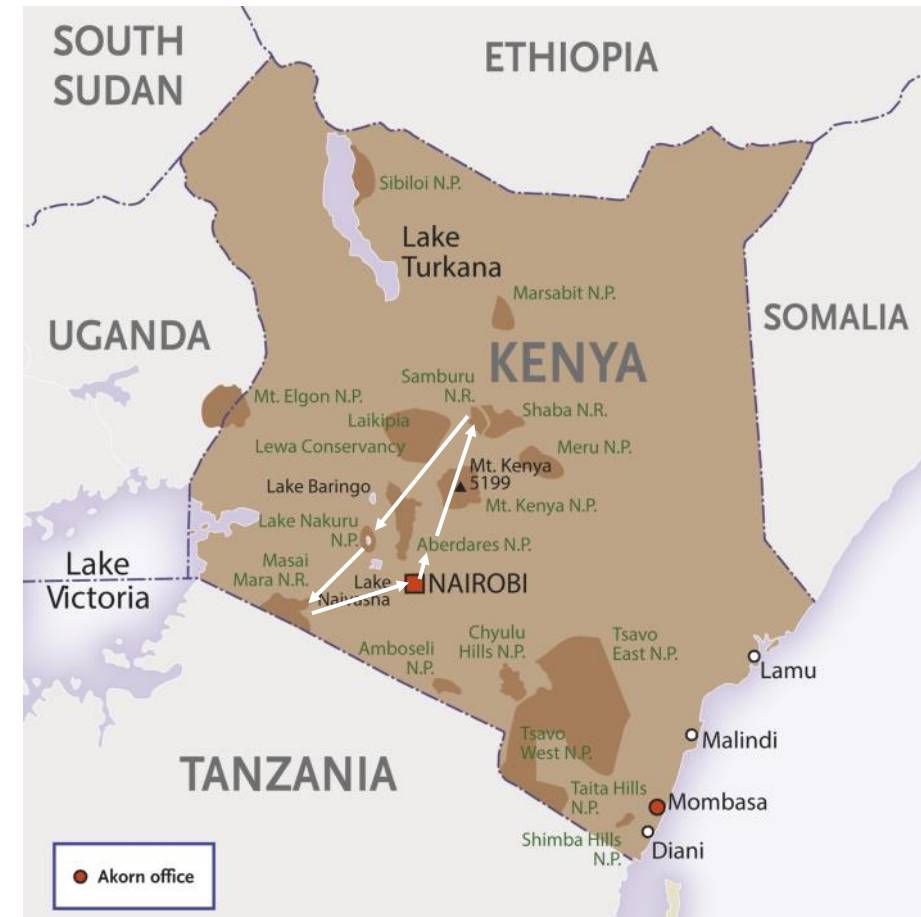 SOUTH
SUDAN
ETHIOPIA
Sibiloi N.P.
Lake
Turkana
Marsabit N.P.
SOMALIA
UGANDA
KENYA
Samburu
N.R.
Mt. Elgon N.P.
Shaba N.R.
Laikipia
Lewa Conservancy
Meru N.P.
Mt. Kenya
5199
Lake Baringo
Mt. Kenya N.P.
Lake Nakuru
N.P.
Aberdares N.P.
Masai
Mara N.R.
Lake
Victoria
Lake
Naivasha
NAIROBI
Amboseli
N.P.
Chyulu
Hills N.P.
Tsavo
East N.P.
Lamu
Malindi
Tsavo
West N.P.
TANZANIA
Taita Hills
N.P.
Mombasa
Shimba Hills
N.P.
Diani
Akorn office